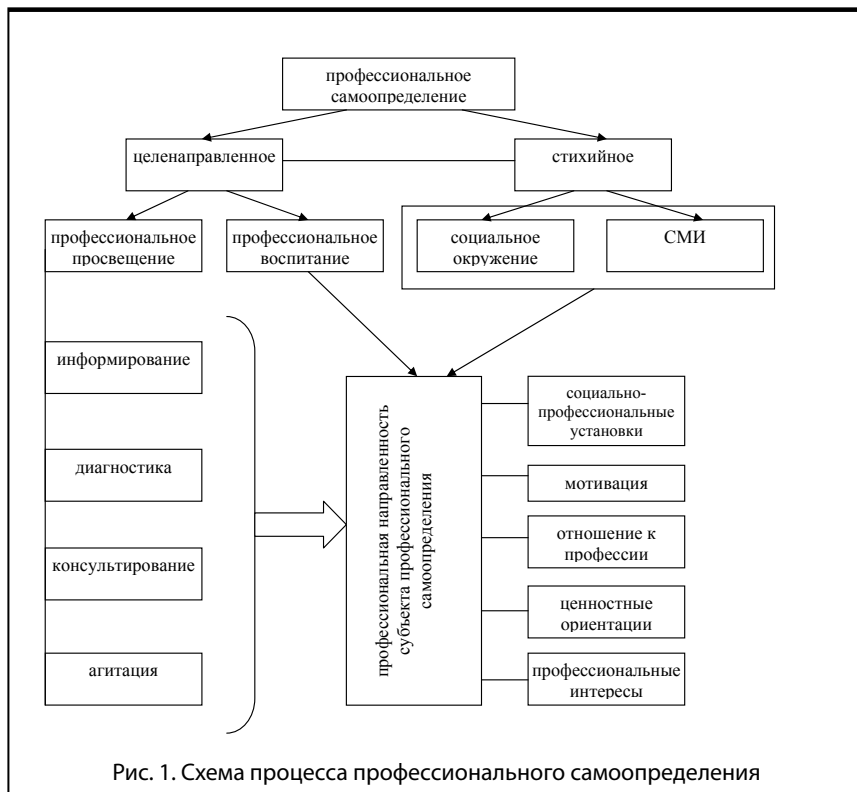 профессиональное
самоопределение
целенаправленное
стихийное
профессиональное
просвещение
профессиональное
воспитание
социальное
окружение
СМИ
информирование
диагностика
консультирование
агитация
профессиональная направленность
субъекта профессионального
самоопределения
социально-
профессиональные
установки
мотивация
отношение к
профессии
ценностные
ориентации
профессиональные
интересы
Рис. 1. Схема процесса профессионального самоопределения